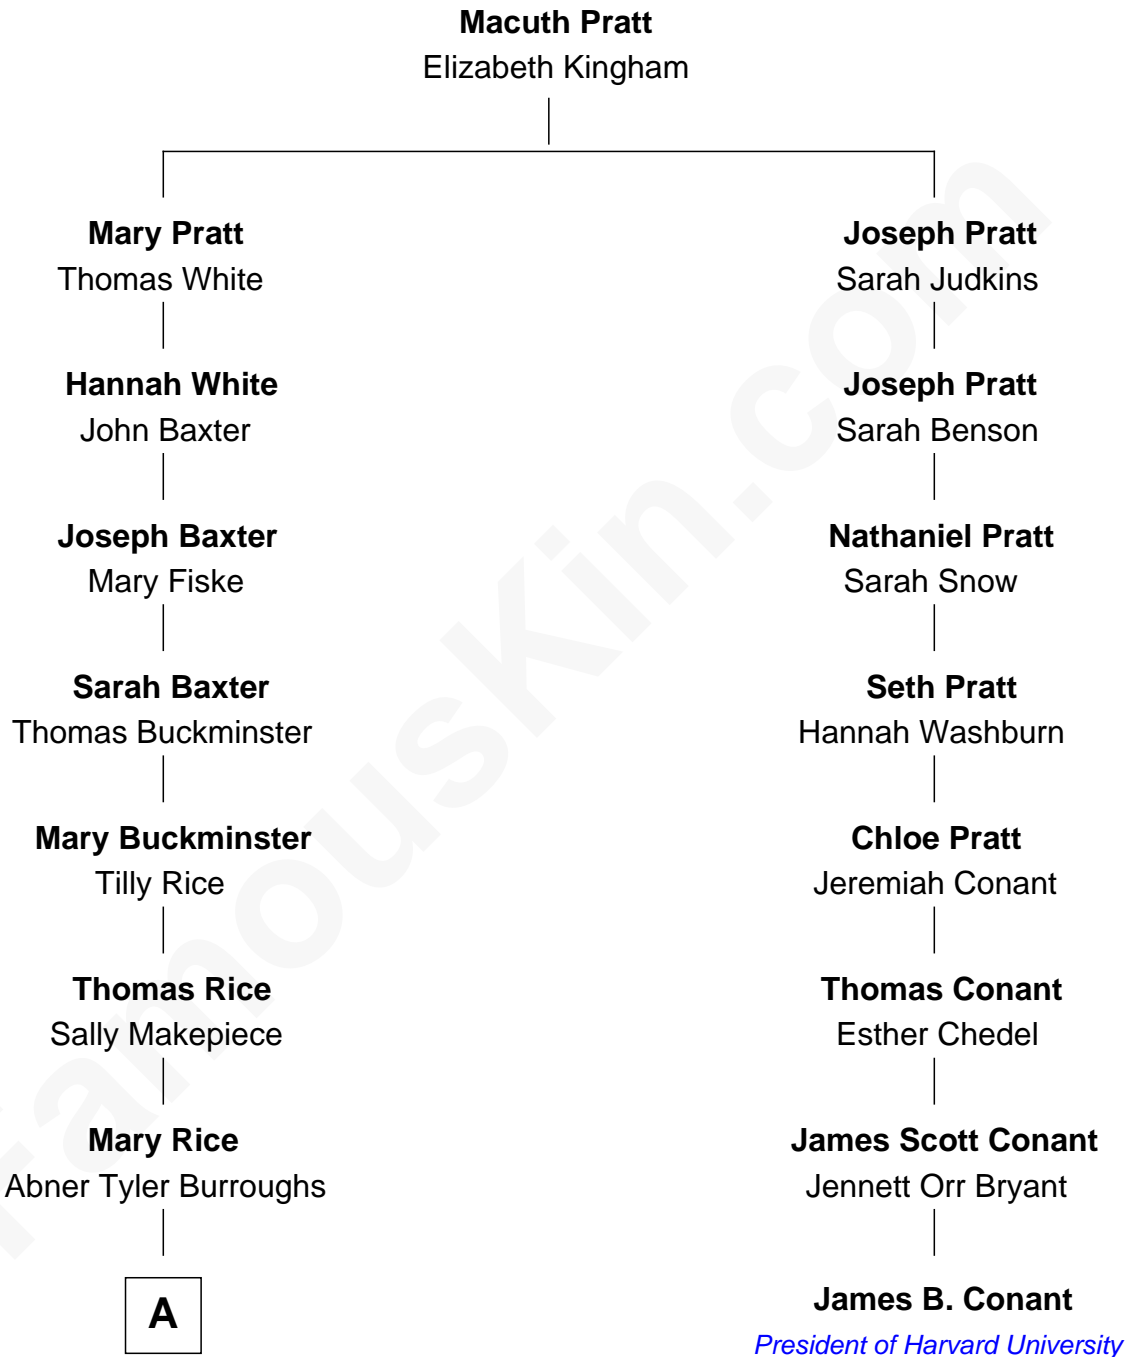 Macuth Pratt
Elizabeth Kingham
Mary Pratt
Thomas White
Joseph Pratt
Sarah Judkins
Hannah White
John Baxter
Joseph Pratt
Sarah Benson
Joseph Baxter
Mary Fiske
Nathaniel Pratt
Sarah Snow
Sarah Baxter
Thomas Buckminster
Seth Pratt
Hannah Washburn
Mary Buckminster
Tilly Rice
Chloe Pratt
Jeremiah Conant
Thomas Rice
Sally Makepiece
Thomas Conant
Esther Chedel
Mary Rice
Abner Tyler Burroughs
James Scott Conant
Jennett Orr Bryant
A
James B. Conant
President of Harvard University
FamousKin.com